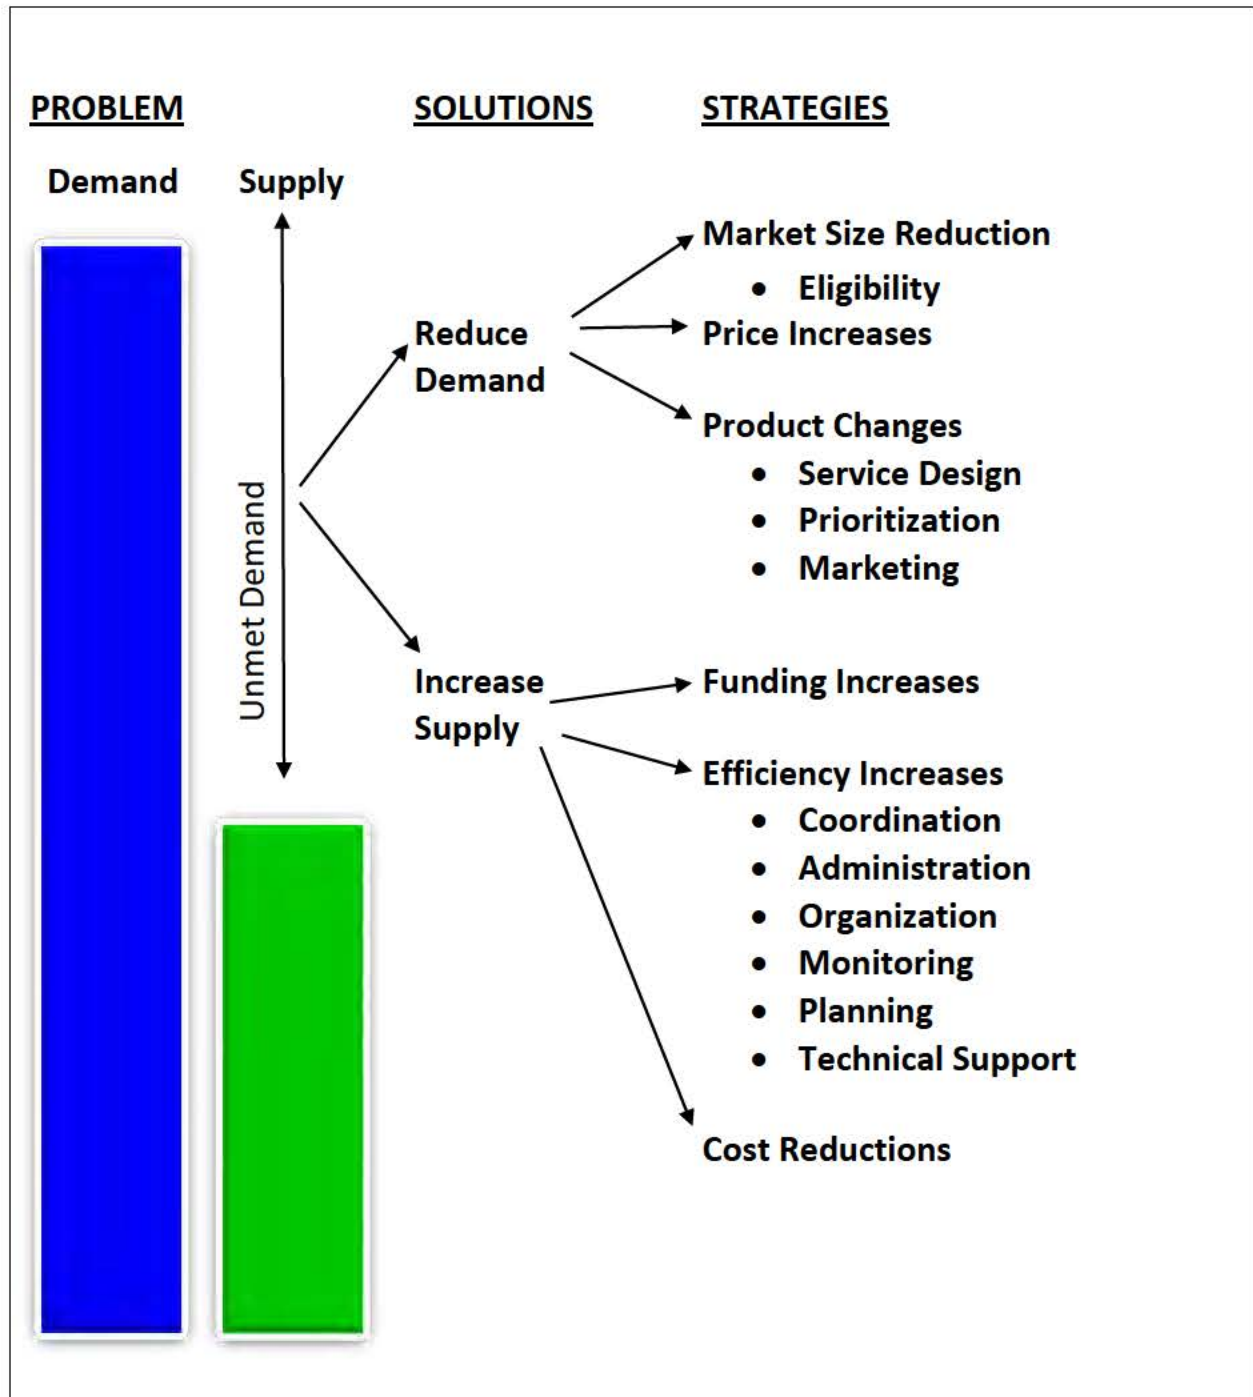 PROBLEM SOLUTIONS STRATEGIES
Demand Supply
Unmet Demand
Reduce
Demand
Market Size Reduction
• Eligibility
Price Increases
Product Changes
• Service Design
• Prioritization
• Marketing
Increase
Supply
Funding Increases
Efficiency Increases
• Coordination
• Administration
• Organization
• Monitoring
• Planning
• Technical Support
Cost Reductions